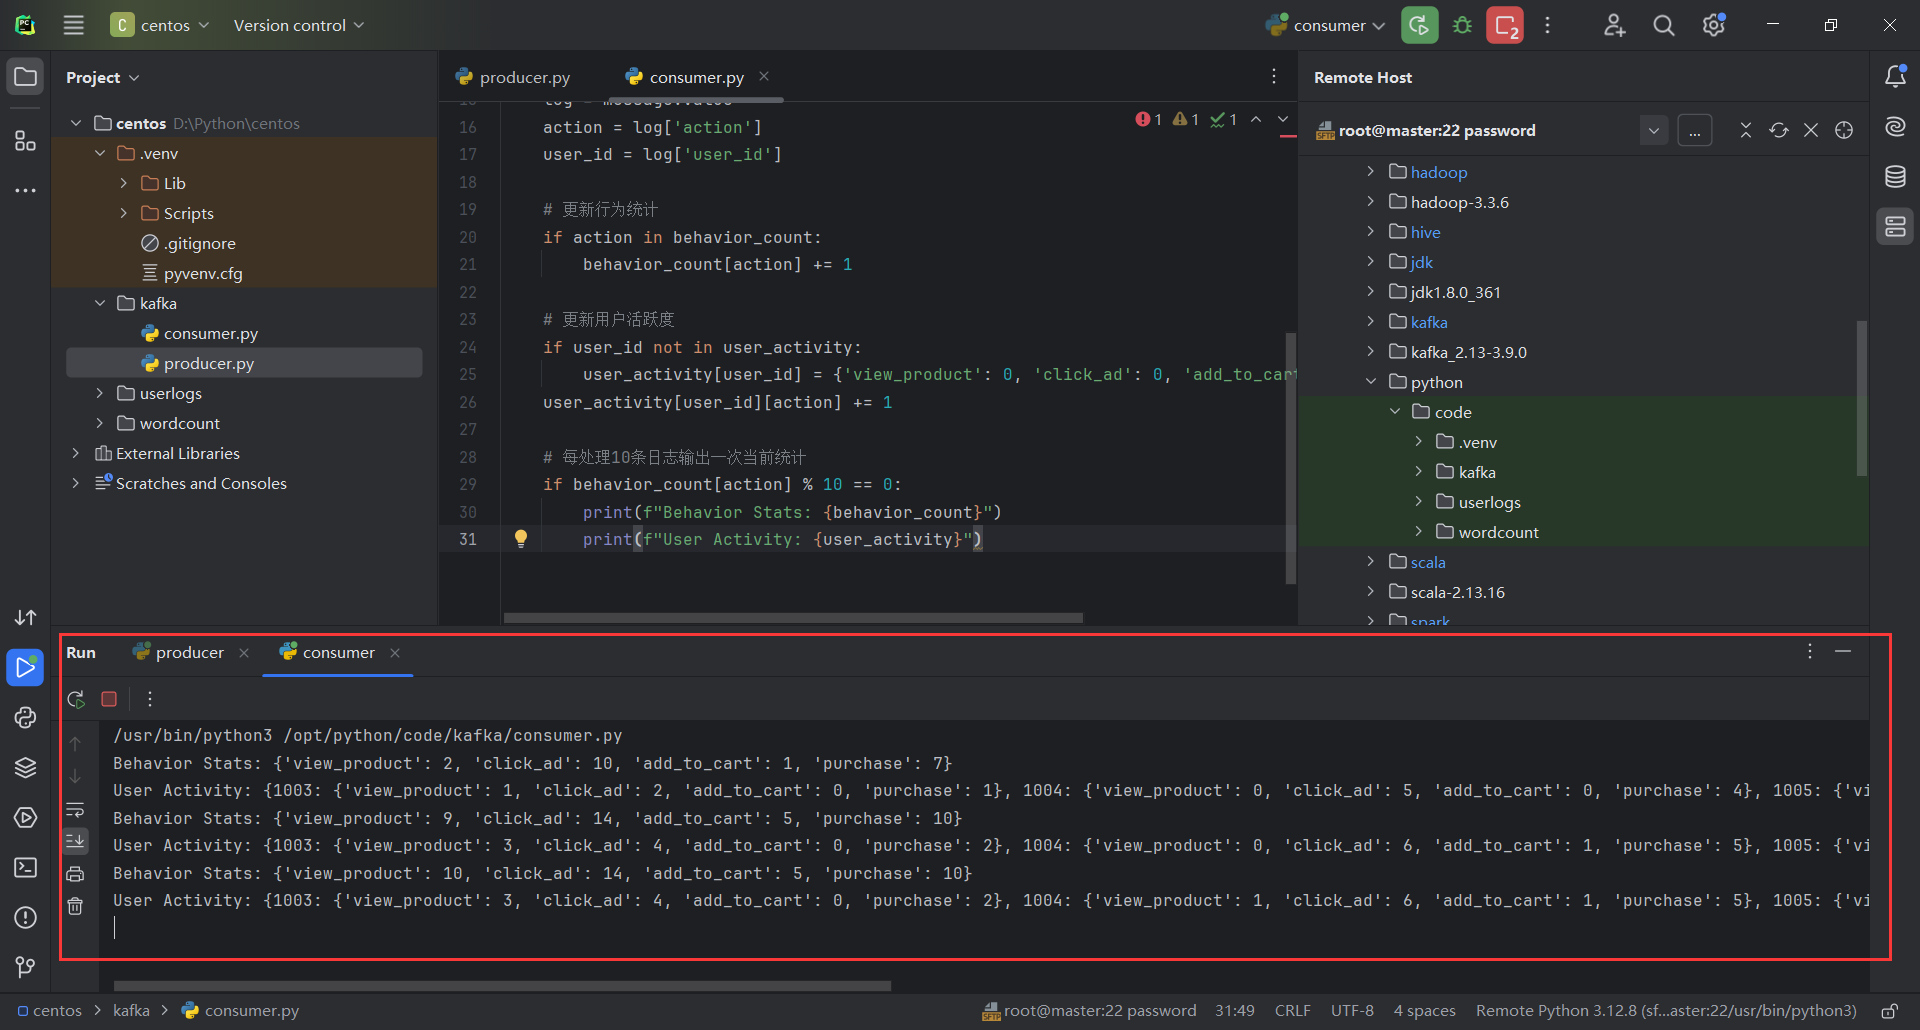 C centos Version control consumer 2
Project
centos D:\Python\centos
.venv
Lib
Scripts
.gitignore
pyvenv.cfg
kafka
consumer.py
producer.py
userlogs
wordcount
External Libraries
Scratches and Consoles
producer.py consumer.py
1 1 1
16 action = log['action']
17 user_id = log['user_id']
18
19 # 更新行为统计
20 if action in behavior_count:
21 behavior_count[action] += 1
22
23 # 更新用户活跃度
24 if user_id not in user_activity:
25 user_activity[user_id] = {'view_product': 0, 'click_ad': 0, 'add_to_cart
26 user_activity[user_id][action] += 1
27
28 # 每处理10条日志输出一次当前统计
29 if behavior_count[action] % 10 == 0:
30 print(f"Behavior Stats: {behavior_count}")
31 print(f"User Activity: {user_activity}")
Remote Host
SFTP root@master:22 password ...
hadoop
hadoop-3.3.6
hive
jdk
jdk1.8.0_361
kafka
kafka_2.13-3.9.0
python
code
.venv
kafka
userlogs
wordcount
scala
scala-2.13.16
spark
Run producer consumer
/usr/bin/python3 /opt/python/code/kafka/consumer.py
Behavior Stats: {'view_product': 2, 'click_ad': 10, 'add_to_cart': 1, 'purchase': 7}
User Activity: {1003: {'view_product': 1, 'click_ad': 2, 'add_to_cart': 0, 'purchase': 1}, 1004: {'view_product': 0, 'click_ad': 5, 'add_to_cart': 0, 'purchase': 4}, 1005: {'vi
Behavior Stats: {'view_product': 9, 'click_ad': 14, 'add_to_cart': 5, 'purchase': 10}
User Activity: {1003: {'view_product': 3, 'click_ad': 4, 'add_to_cart': 0, 'purchase': 2}, 1004: {'view_product': 0, 'click_ad': 6, 'add_to_cart': 1, 'purchase': 5}, 1005: {'vi
Behavior Stats: {'view_product': 10, 'click_ad': 14, 'add_to_cart': 5, 'purchase': 10}
User Activity: {1003: {'view_product': 3, 'click_ad': 4, 'add_to_cart': 0, 'purchase': 2}, 1004: {'view_product': 1, 'click_ad': 6, 'add_to_cart': 1, 'purchase': 5}, 1005: {'vi
centos kafka consumer.py SFTP root@master:22 password 31:49 CRLF UTF-8 4 spaces Remote Python 3.12.8 (sf...aster:22/usr/bin/python3)